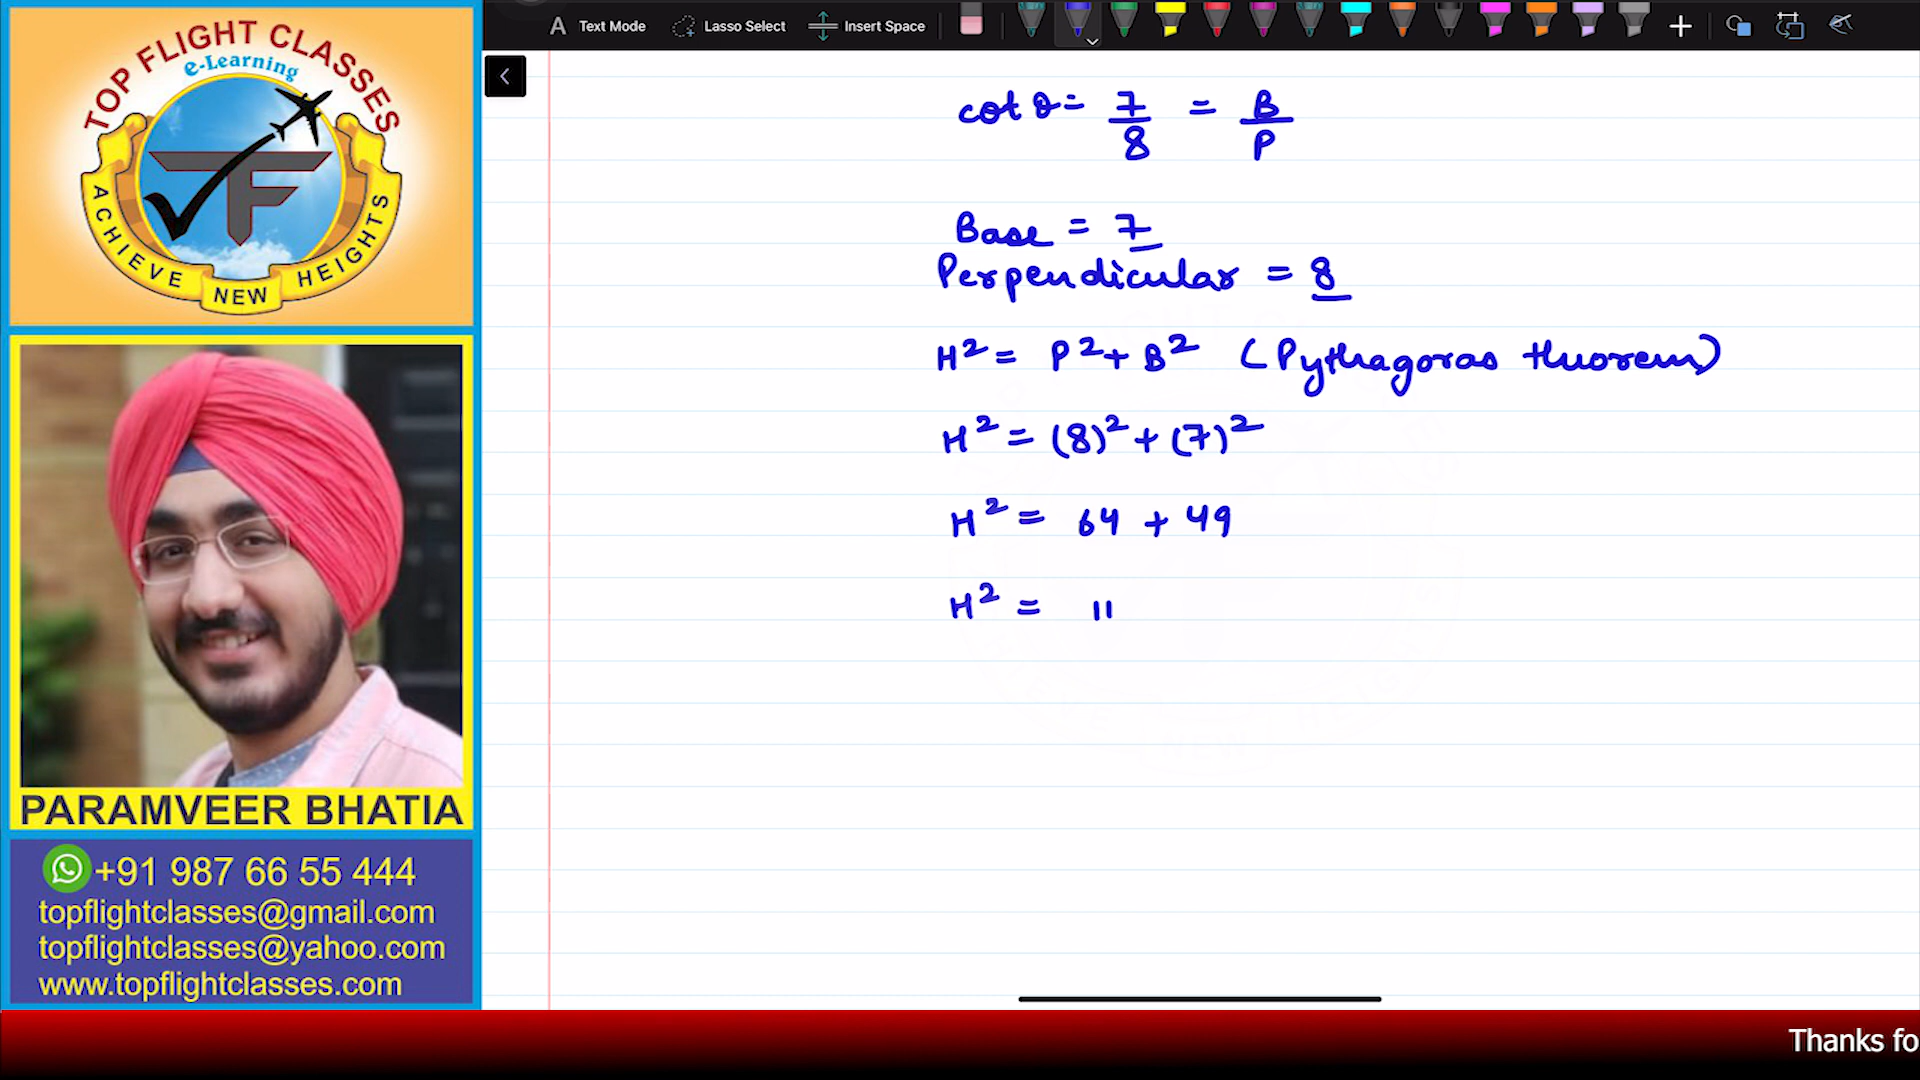 TOP FLIGHT CLASSES
e-Learning
TF
ACHIEVE NEW HEIGHTS
PARAMVEER BHATIA
+91 987 66 55 444
topflightclasses@gmail.com
topflightclasses@yahoo.com
www.topflightclasses.com
A Text Mode Lasso Select Insert Space
cot θ = 7/8 = B/P
Base = 7
Perpendicular = 8
H² = P² + B² (Pythagoras theorem)
H² = (8)² + (7)²
H² = 64 + 49
H² = 11
Thanks fo